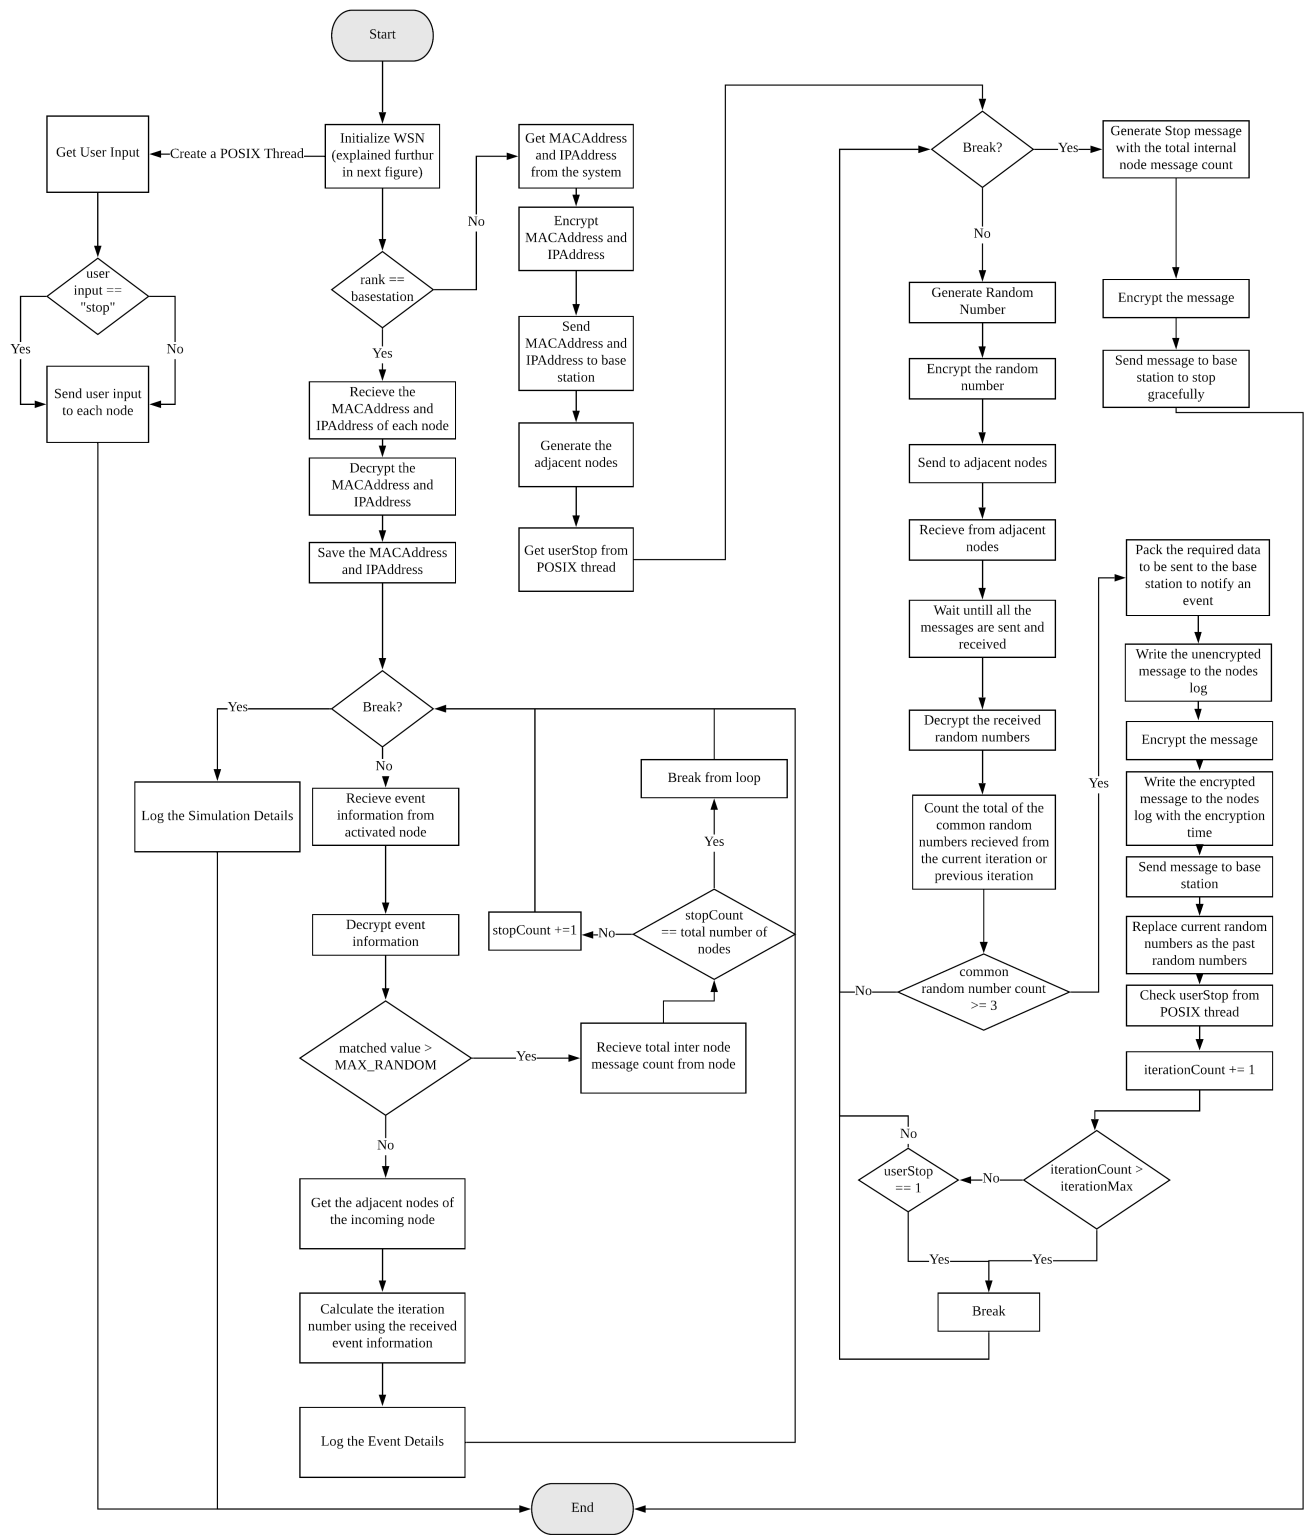 Start
Get User Input
Create a POSIX Thread
Initialize WSN
(explained furthur
in next figure)
user
input ==
"stop"
Yes
No
Send user input
to each node
rank ==
basestation
No
Yes
Get MACAddress
and IPAddress
from the system
Encrypt
MACAddress and
IPAddress
Send
MACAddress and
IPAddress to base
station
Generate the
adjacent nodes
Get userStop from
POSIX thread
Recieve the
MACAddress and
IPAddress of each node
Decrypt the
MACAddress and
IPAddress
Save the MACAddress
and IPAddress
Break?
Yes
No
Log the Simulation Details
Recieve event
information from
activated node
Decrypt event
information
matched value >
MAX_RANDOM
Yes
No
Recieve total inter node
message count from node
stopCount
== total number of
nodes
Yes
No
Break from loop
stopCount +=1
Get the adjacent nodes of
the incoming node
Calculate the iteration
number using the received
event information
Log the Event Details
Break?
Yes
No
Generate Stop message
with the total internal
node message count
Encrypt the message
Send message to base
station to stop
gracefully
Generate Random
Number
Encrypt the random
number
Send to adjacent nodes
Recieve from adjacent
nodes
Wait untill all the
messages are sent and
received
Decrypt the received
random numbers
Count the total of the
common random
numbers recieved from
the current iteration or
previous iteration
common
random number count
>= 3
No
Yes
Pack the required data
to be sent to the base
station to notify an
event
Write the unencrypted
message to the nodes
log
Encrypt the message
Write the encrypted
message to the nodes
log with the encryption
time
Send message to base
station
Replace current random
numbers as the past
random numbers
Check userStop from
POSIX thread
iterationCount += 1
iterationCount >
iterationMax
No
Yes
userStop
== 1
No
Yes
Break
End